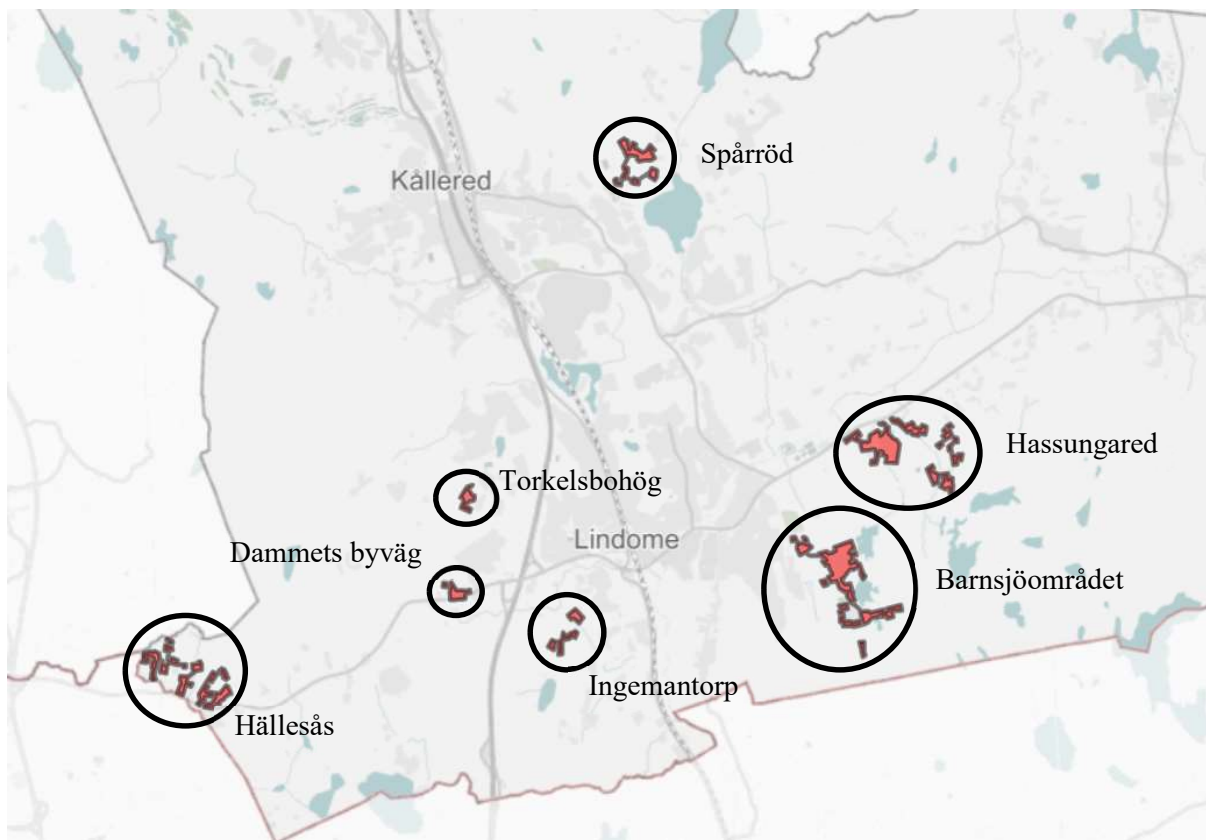 Spårröd
Kållered
Hassungared
Torkelsbohög
Lindome
Dammets byväg
Barnsjöområdet
Ingemantorp
Hällesås